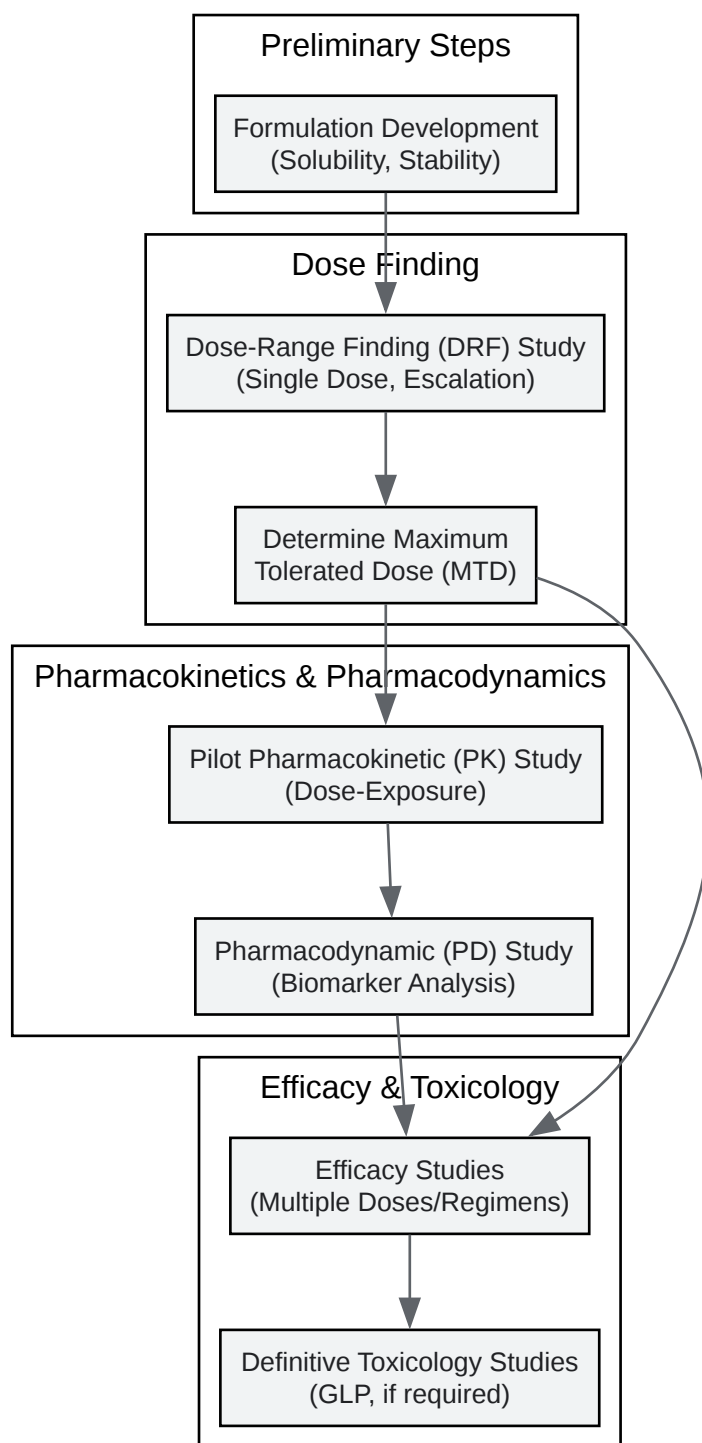 Preliminary Steps
Formulation Development
(Solubility, Stability)
Dose Finding
Dose-Range Finding (DRF) Study
(Single Dose, Escalation)
Determine Maximum
Tolerated Dose (MTD)
Pharmacokinetics & Pharmacodynamics
Pilot Pharmacokinetic (PK) Study
(Dose-Exposure)
Pharmacodynamic (PD) Study
(Biomarker Analysis)
Efficacy & Toxicology
Efficacy Studies
(Multiple Doses/Regimens)
Definitive Toxicology Studies
(GLP, if required)